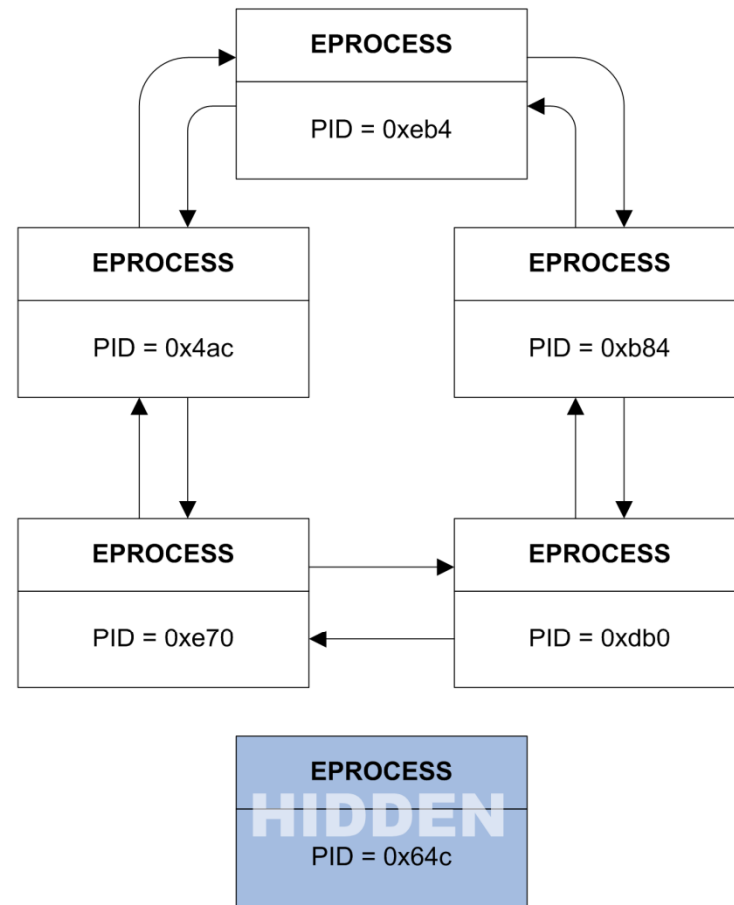 EPROCESS
PID = 0xeb4
EPROCESS
PID = 0x4ac
EPROCESS
PID = 0xb84
EPROCESS
PID = 0xe70
EPROCESS
PID = 0xdb0
EPROCESS
HIDDEN
PID = 0x64c